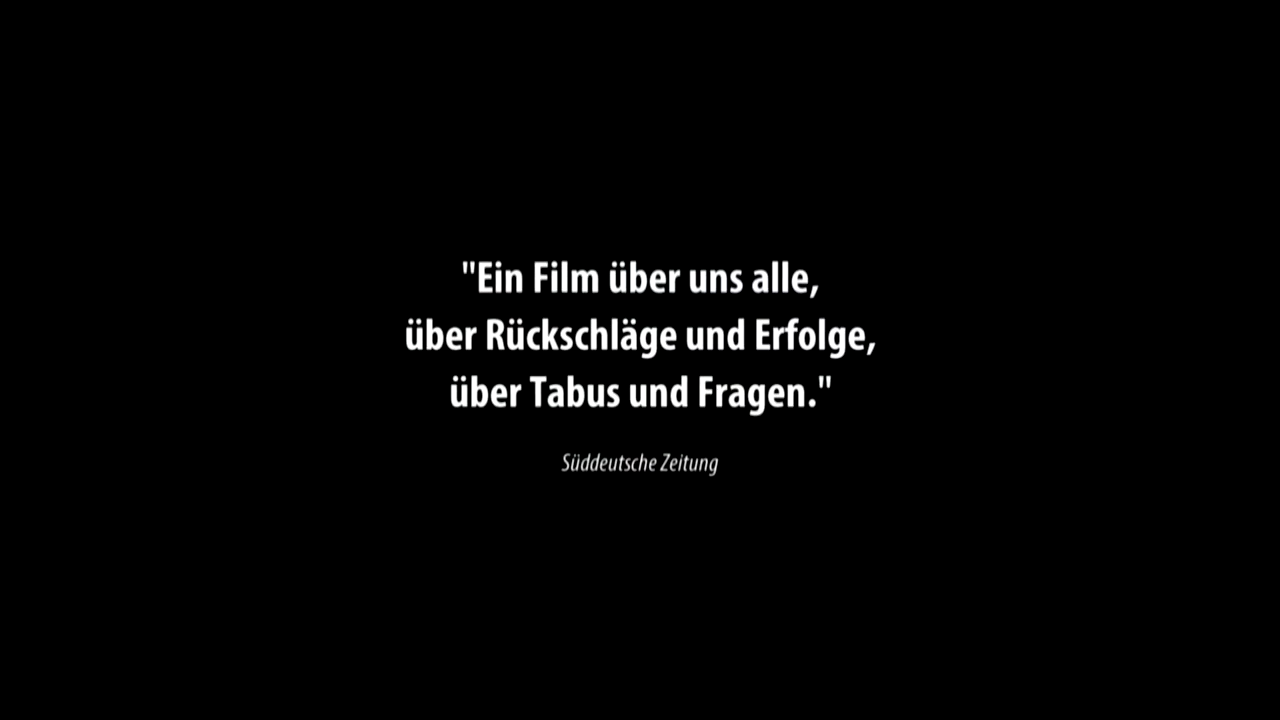 "Ein Film über uns alle,
über Rückschläge und Erfolge,
über Tabus und Fragen."
Süddeutsche Zeitung